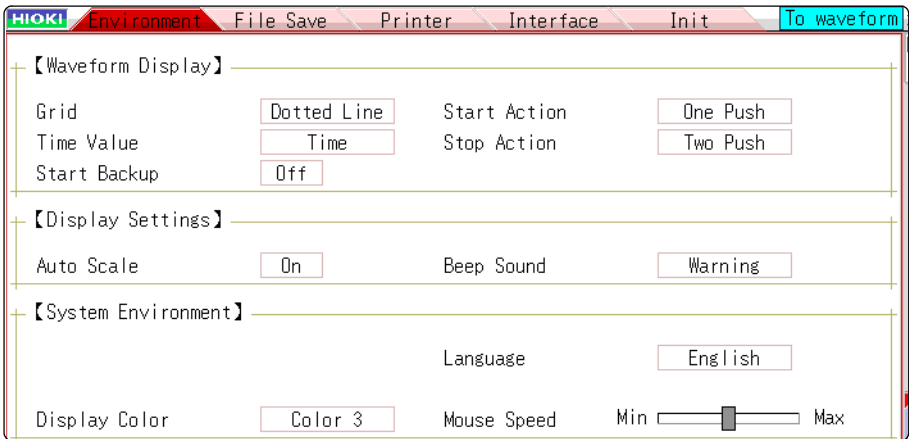 HIOKI Environment File Save Printer Interface Init To waveform
【Waveform Display】
Grid Dotted Line Start Action One Push
Time Value Time Stop Action Two Push
Start Backup Off
【Display Settings】
Auto Scale On Beep Sound Warning
【System Environment】
Language English
Display Color Color 3 Mouse Speed Min Max